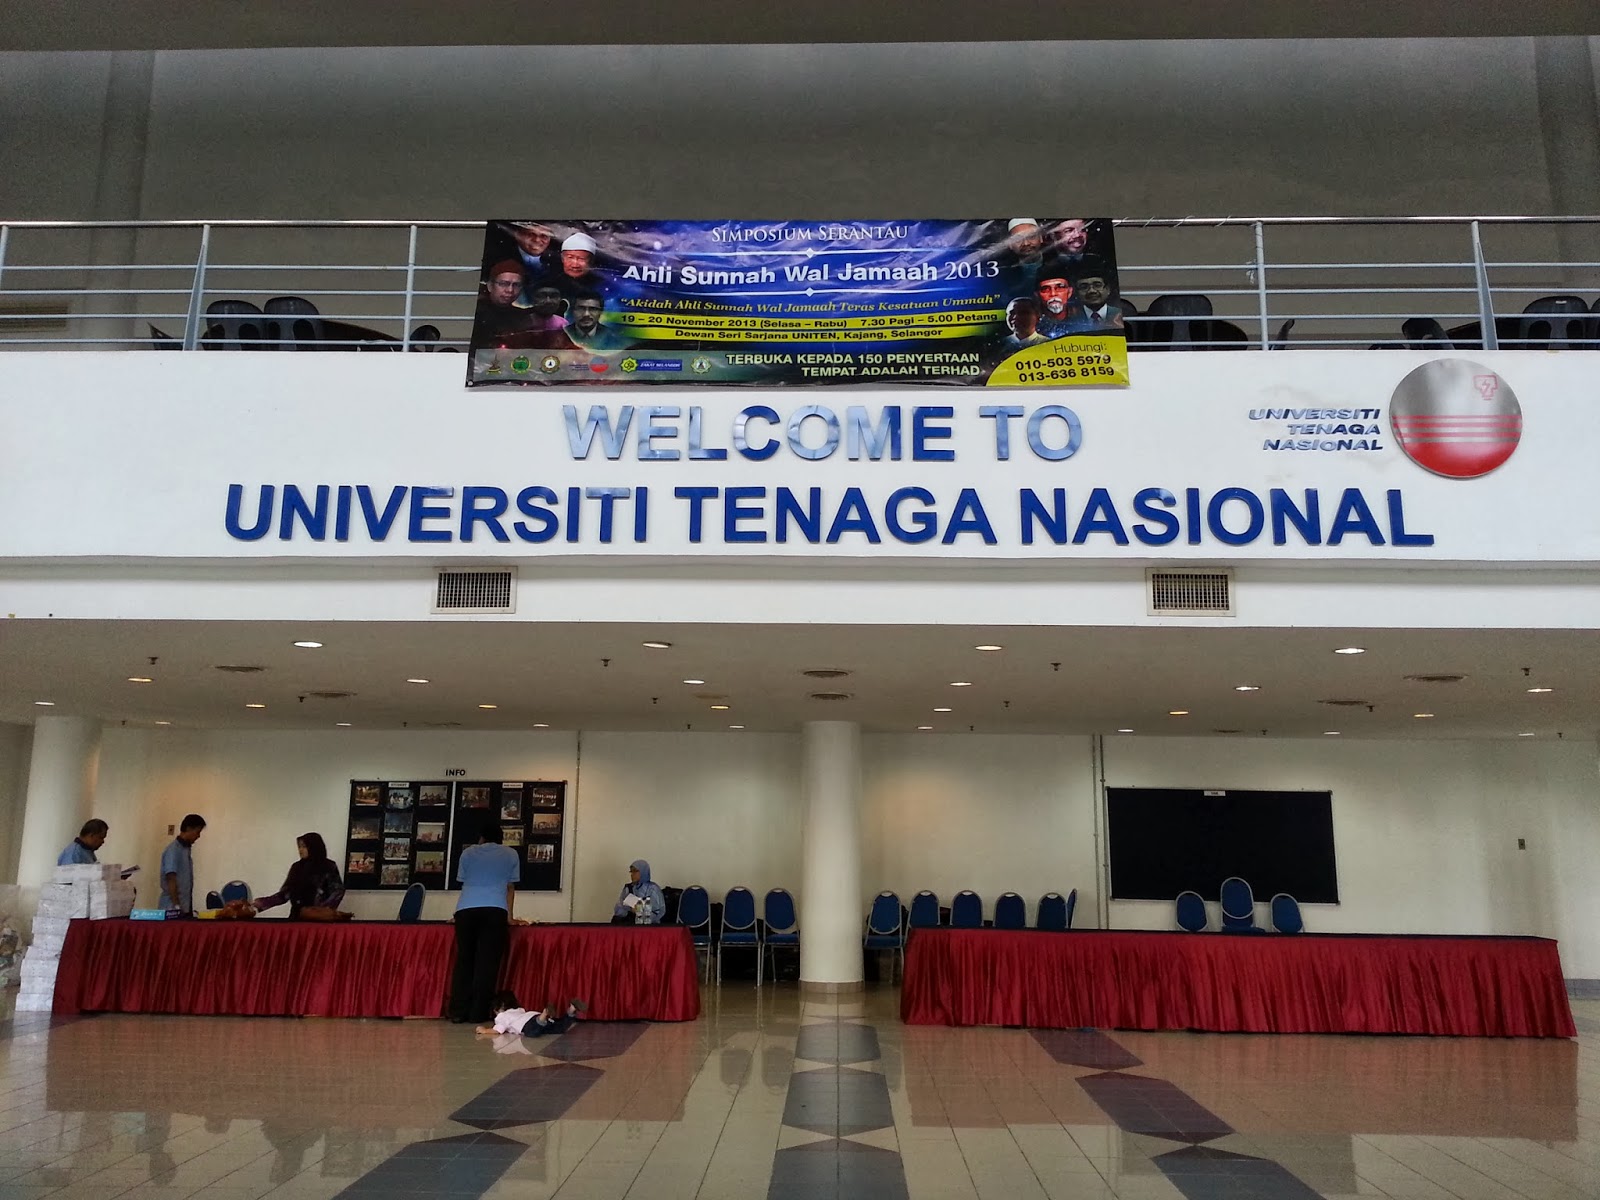 SIMPOSIUM SERANTAU
Ahli Sunnah Wal Jamaah 2013
"Akidah Ahli Sunnah Wal Jamaah Teras Kesatuan Ummah"
19 – 20 November 2013 (Selasa – Rabu) 7.30 Pagi – 5.00 Petang
Dewan Seri Sarjana UNITEN, Kajang, Selangor
TERBUKA KEPADA 150 PENYERTAAN
TEMPAT ADALAH TERHAD
Hubungi:
010-503 5979
013-636 8159
ZAKAT SELANGOR
WELCOME TO
UNIVERSITI TENAGA NASIONAL
UNIVERSITI
TENAGA
NASIONAL
INFO